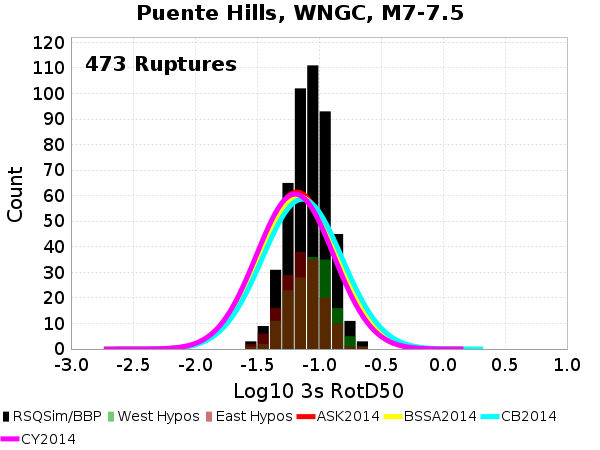 Puente Hills, WNGC, M7-7.5
473 Ruptures
Count
120
110
100
90
80
70
60
50
40
30
20
10
0
-3.0 -2.5 -2.0 -1.5 -1.0 -0.5 0.0 0.5 1.0
Log10 3s RotD50
RSQSim/BBP West Hypos East Hypos ASK2014 BSSA2014 CB2014
CY2014